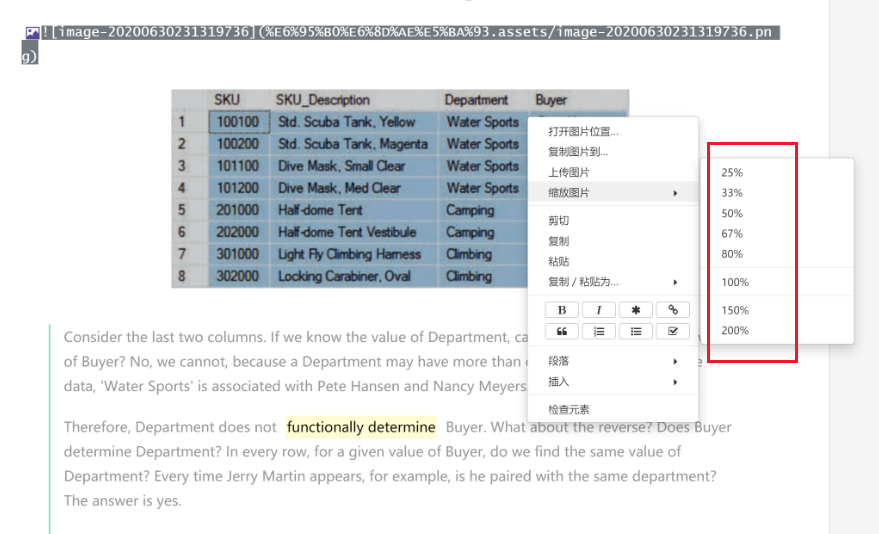 ![image-20200630231319736](%E6%95%B0%E6%8D%AE%E5%BA%93.assets/image-20200630231319736.pn
g)
SKU SKU_Description Department Buyer
1 100100 Std. Scuba Tank, Yellow Water Sports
2 100200 Std. Scuba Tank, Magenta Water Sports
3 101100 Dive Mask, Small Clear Water Sports
4 101200 Dive Mask, Med Clear Water Sports
5 201000 Half-dome Tent Camping
6 202000 Half-dome Tent Vestibule Camping
7 301000 Light Fly Climbing Harness Climbing
8 302000 Locking Carabiner, Oval Climbing
打开图片位置...
复制图片到...
上传图片
缩放图片
剪切
复制
粘贴
复制 / 粘贴为...
B I
段落
插入
检查元素
25%
33%
50%
67%
80%
100%
150%
200%
Consider the last two columns. If we know the value of Department,
of Buyer? No, we cannot, because a Department may have more than
data, 'Water Sports' is associated with Pete Hansen and Nancy Meyers
Therefore, Department does not functionally determine Buyer. What about the reverse? Does Buyer
determine Department? In every row, for a given value of Buyer, do we find the same value of
Department? Every time Jerry Martin appears, for example, is he paired with the same department?
The answer is yes.